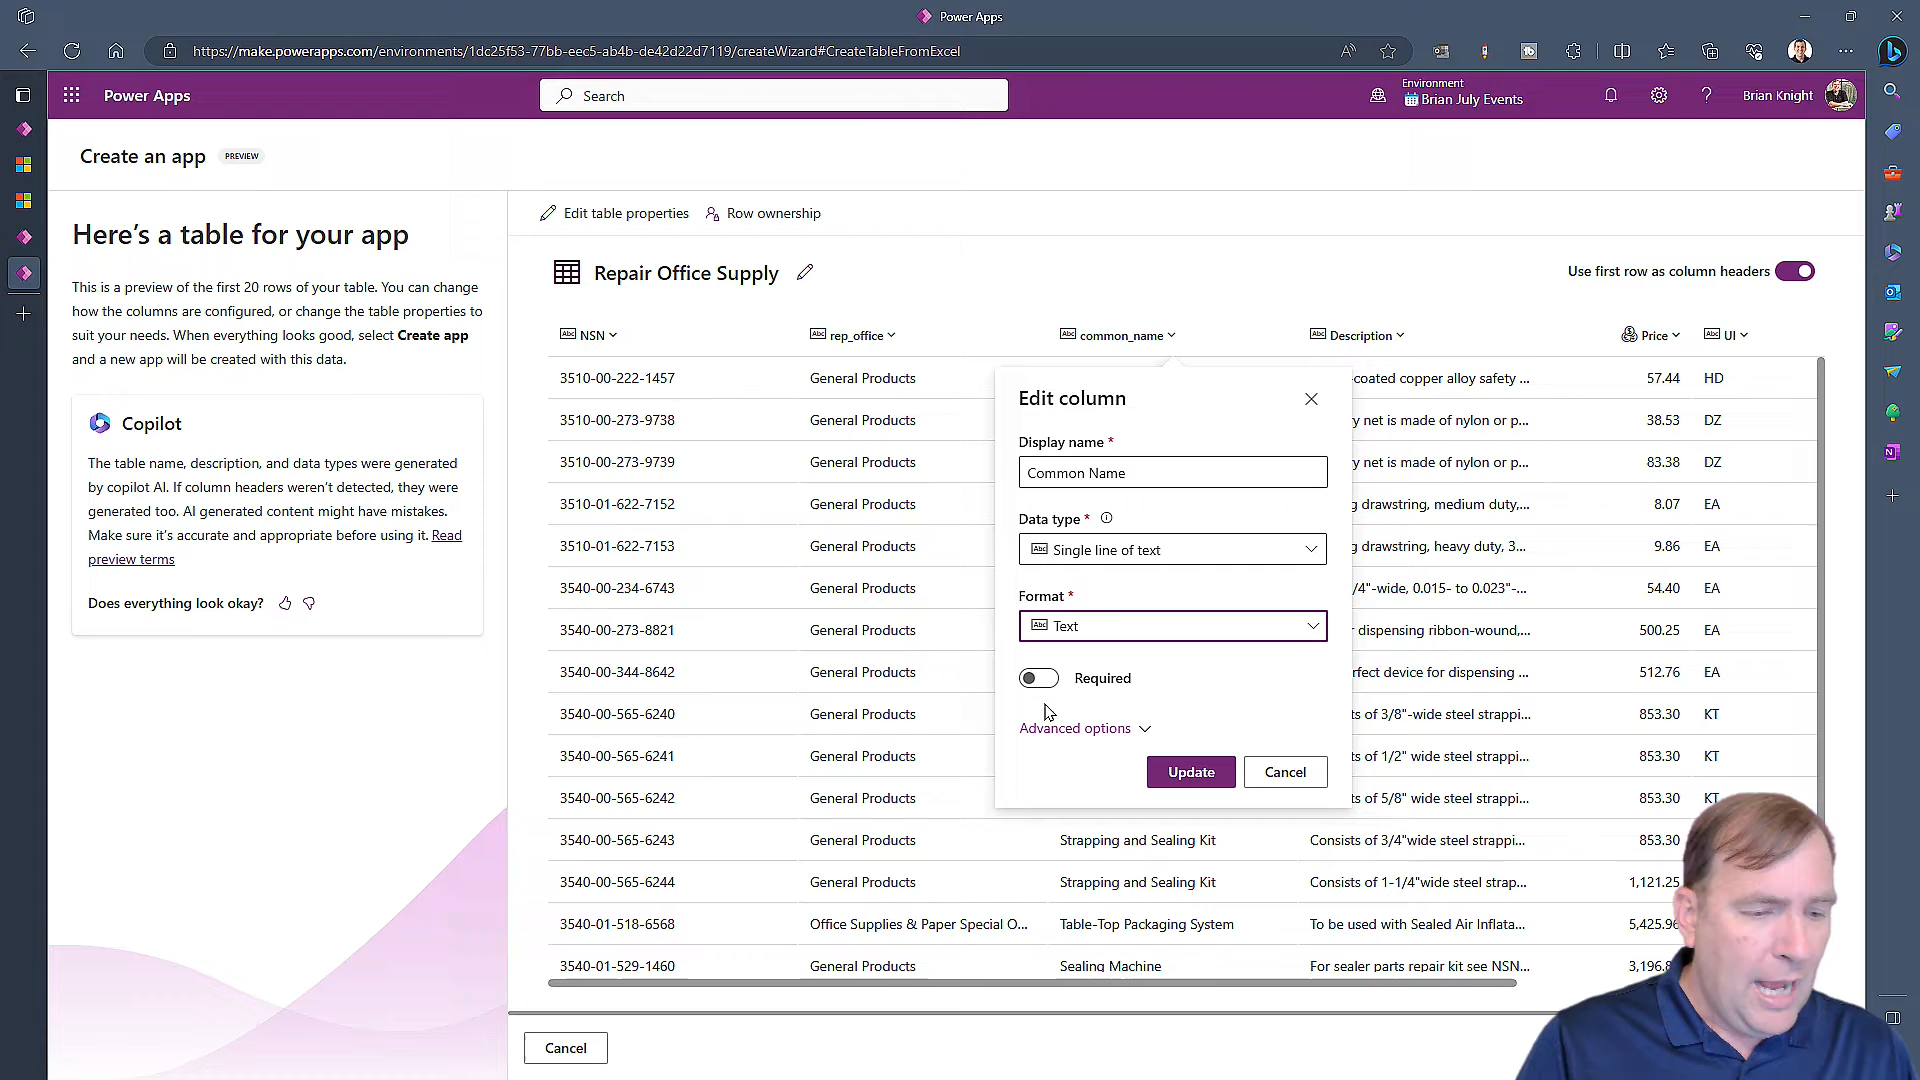 Power Apps
https://make.powerapps.com/environments/1dc25f53-77bb-eec5-ab4b-de42d22d7119/createWizard#CreateTableFromExcel
Power Apps
Search
Environment
Brian July Events
Brian Knight
Create an app
PREVIEW
Here's a table for your app
This is a preview of the first 20 rows of your table. You can change
how the columns are configured, or change the table properties to
suit your needs. When everything looks good, select Create app
and a new app will be created with this data.
Copilot
The table name, description, and data types were generated
by copilot AI. If column headers weren't detected, they were
generated too. AI generated content might have mistakes.
Make sure it's accurate and appropriate before using it. Read
preview terms
Does everything look okay?
Edit table properties
Row ownership
Repair Office Supply
Use first row as column headers
Abc NSN
Abc rep_office
Abc common_name
Abc Description
Price
Abc UI
3510-00-222-1457 General Products -coated copper alloy safety ... 57.44 HD
3510-00-273-9738 General Products y net is made of nylon or p... 38.53 DZ
3510-00-273-9739 General Products y net is made of nylon or p... 83.38 DZ
3510-01-622-7152 General Products g drawstring, medium duty, 8.07 EA
3510-01-622-7153 General Products g drawstring, heavy duty, 3... 9.86 EA
3540-00-234-6743 General Products /4"-wide, 0.015- to 0.023"-... 54.40 EA
3540-00-273-8821 General Products r dispensing ribbon-wound,... 500.25 EA
3540-00-344-8642 General Products rfect device for dispensing 512.76 EA
3540-00-565-6240 General Products ts of 3/8"-wide steel strappi... 853.30 KT
3540-00-565-6241 General Products ts of 1/2" wide steel strappi... 853.30 KT
3540-00-565-6242 General Products ts of 5/8" wide steel strappi... 853.30 KT
3540-00-565-6243 General Products Strapping and Sealing Kit Consists of 3/4"wide steel strappi... 853.30
3540-00-565-6244 General Products Strapping and Sealing Kit Consists of 1-1/4"wide steel strap... 1,121.25
3540-01-518-6568 Office Supplies & Paper Special O... Table-Top Packaging System To be used with Sealed Air Inflata... 5,425.96
3540-01-529-1460 General Products Sealing Machine For sealer parts repair kit see NSN... 3,196.8
Edit column
Display name *
Common Name
Data type *
Abc Single line of text
Format *
Abc Text
Required
Advanced options
Update
Cancel
Cancel